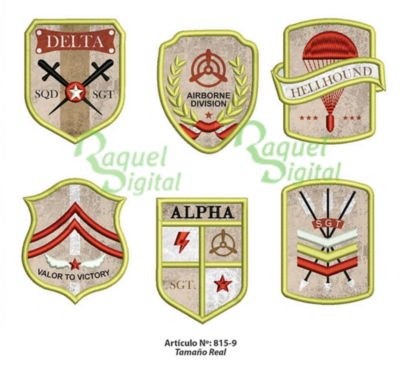 DELTA
SQD SGT
AIRBORNE
DIVISION
HELLHOUND
Raquel
Digital
Raquel
Digital
VALOR TO VICTORY
ALPHA
SGT.
SGT
Artículo Nº: 815-9
Tamaño Real